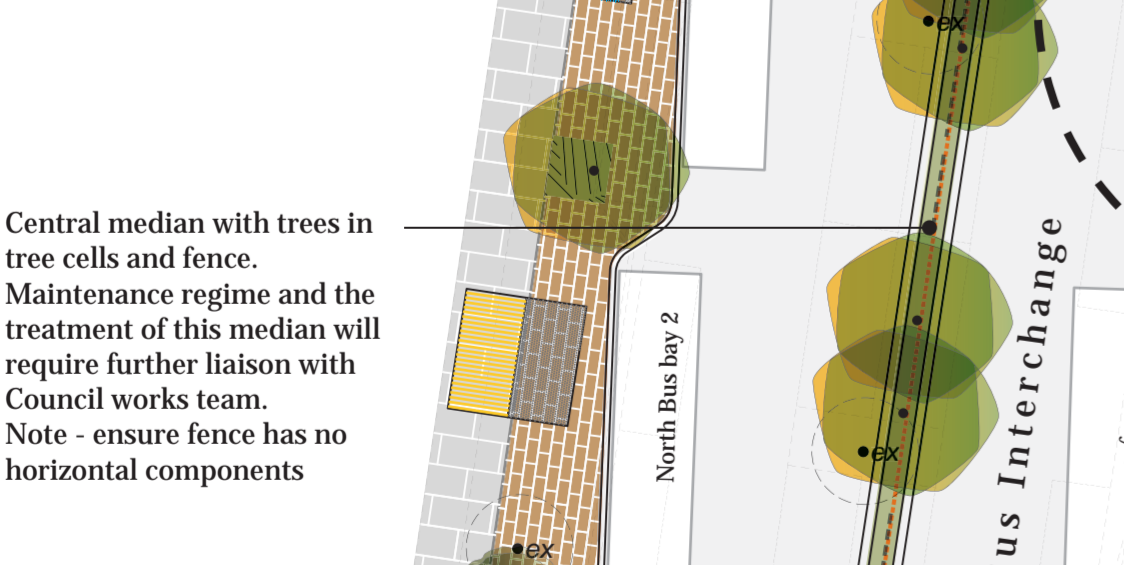 Central median with trees in
tree cells and fence.
Maintenance regime and the
treatment of this median will
require further liaison with
Council works team.
Note - ensure fence has no
horizontal components
ex
North Bus bay 2
ex
us Interchange
ex